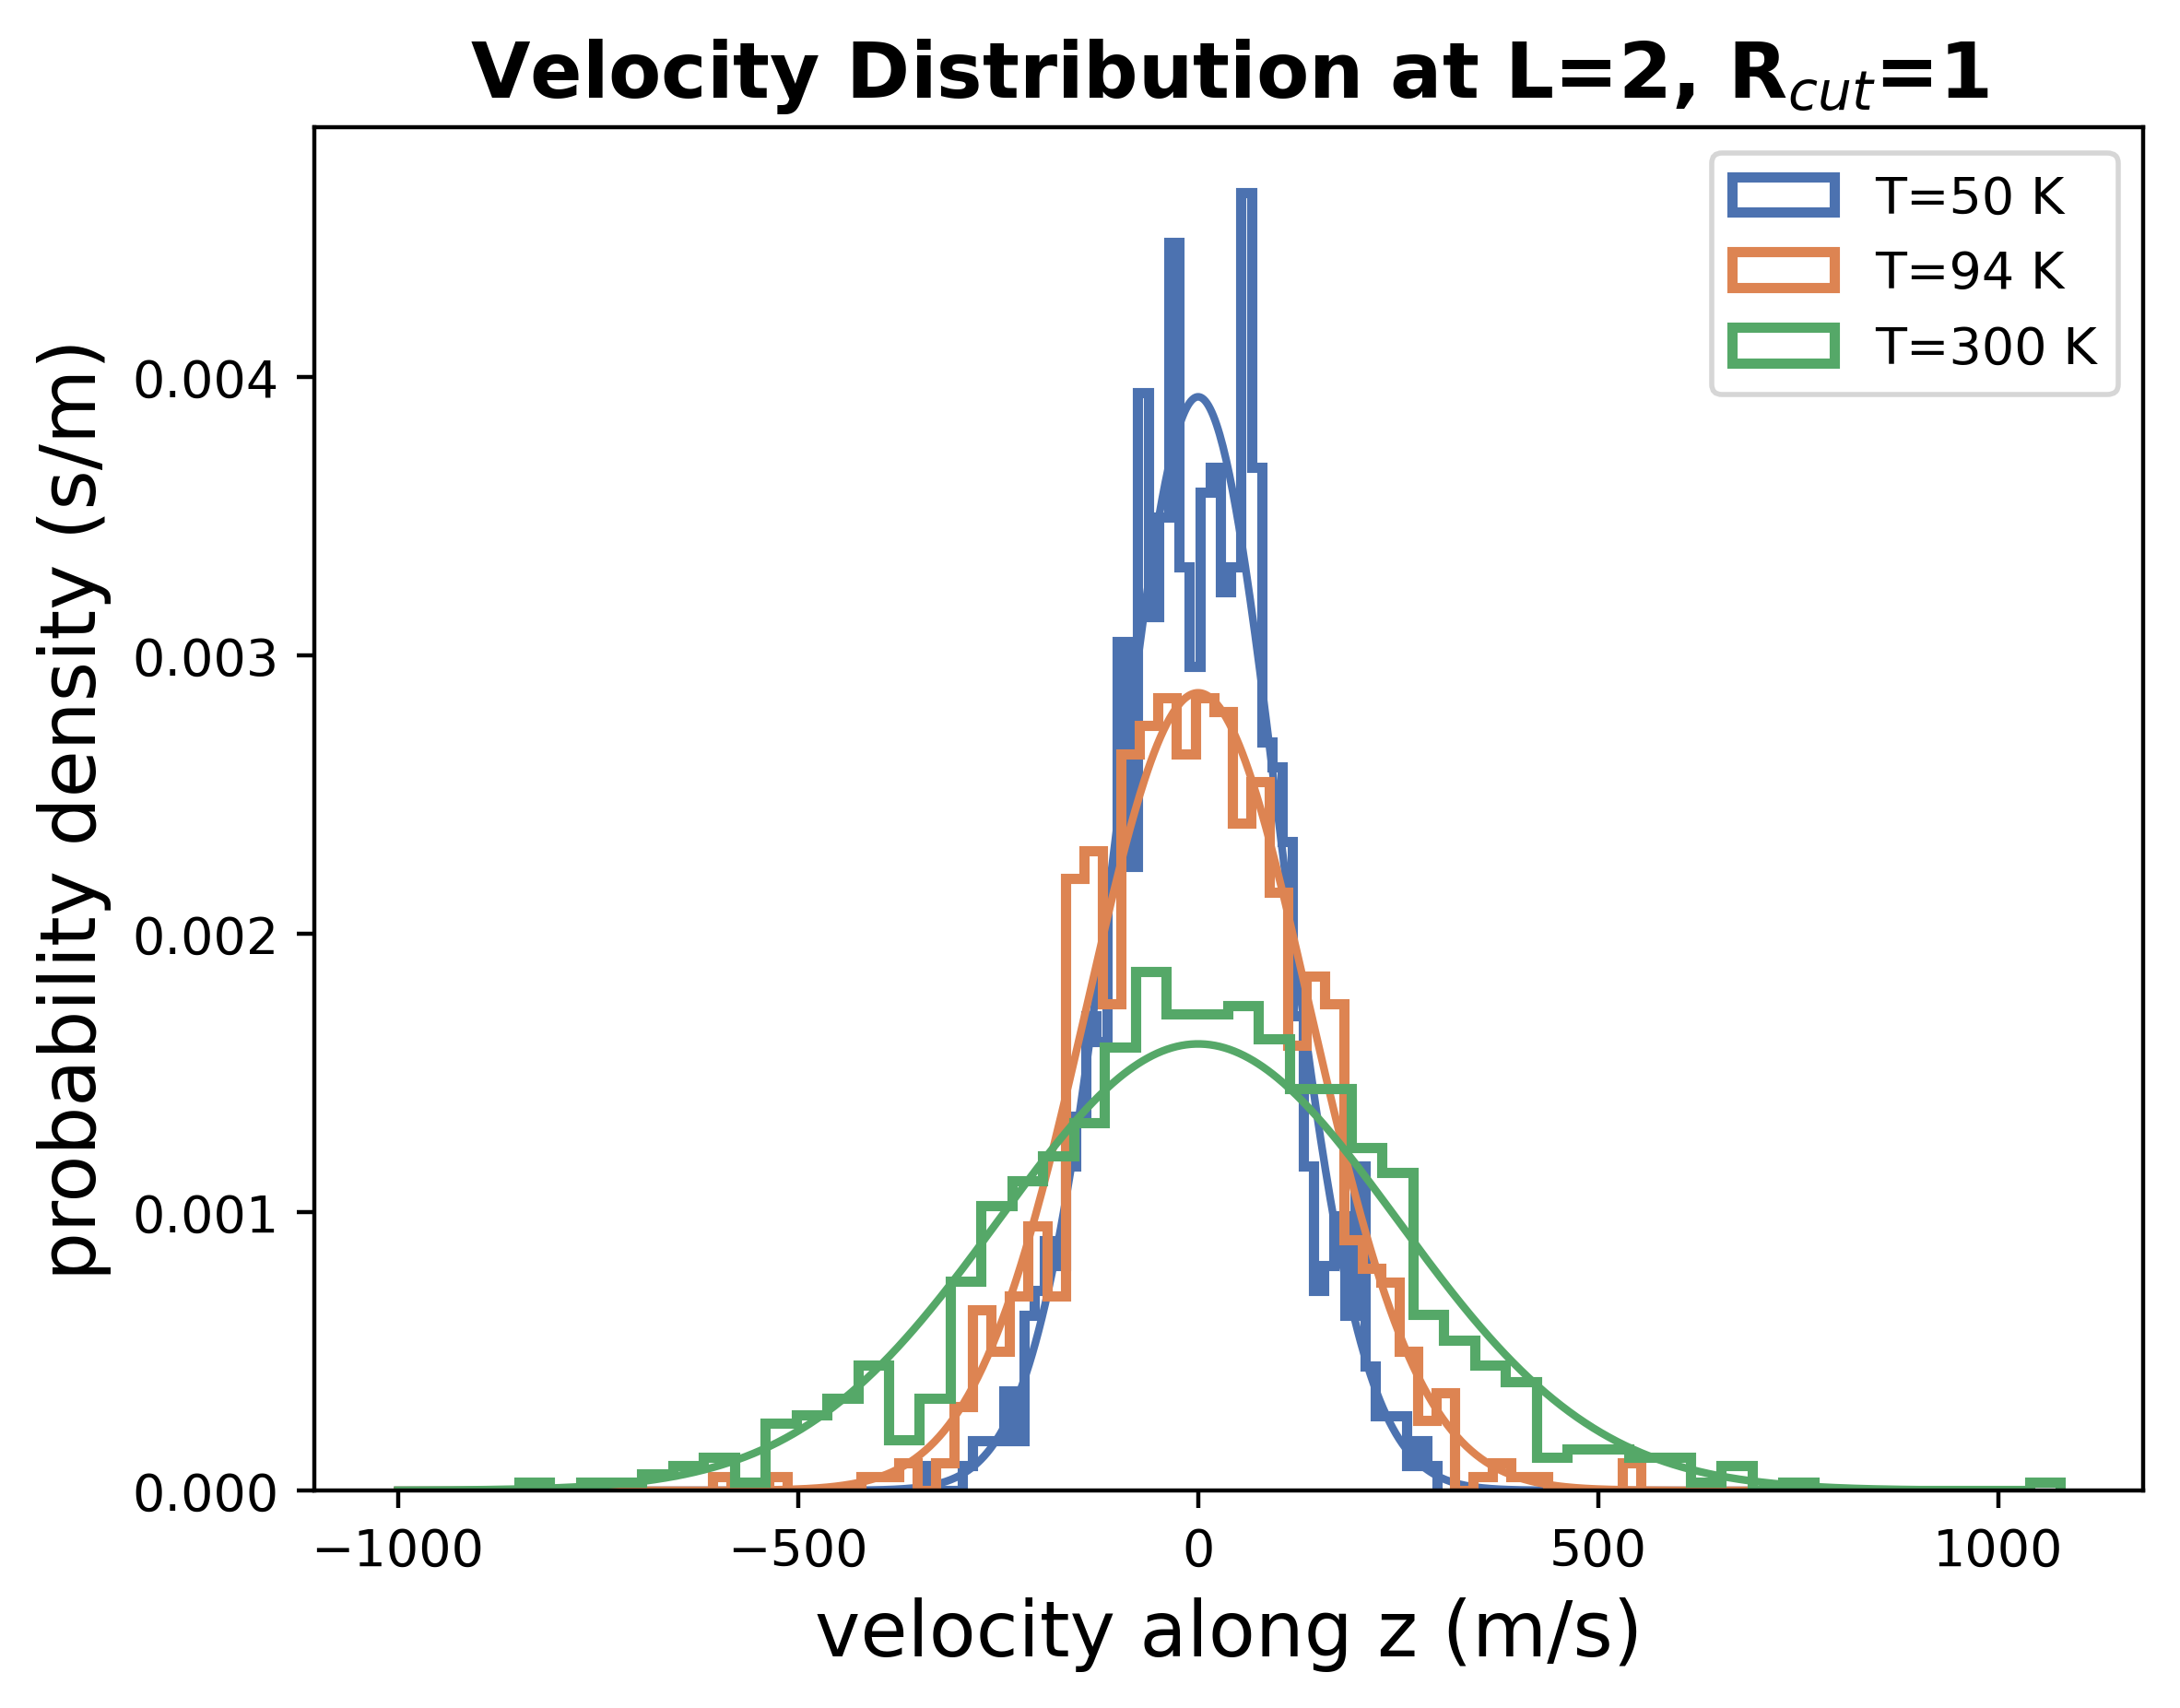 Velocity Distribution at L=2, R_cut=1
T=50 K
T=94 K
T=300 K
probability density (s/m)
0.004
0.003
0.002
0.001
0.000
−1000 −500 0 500 1000
velocity along z (m/s)